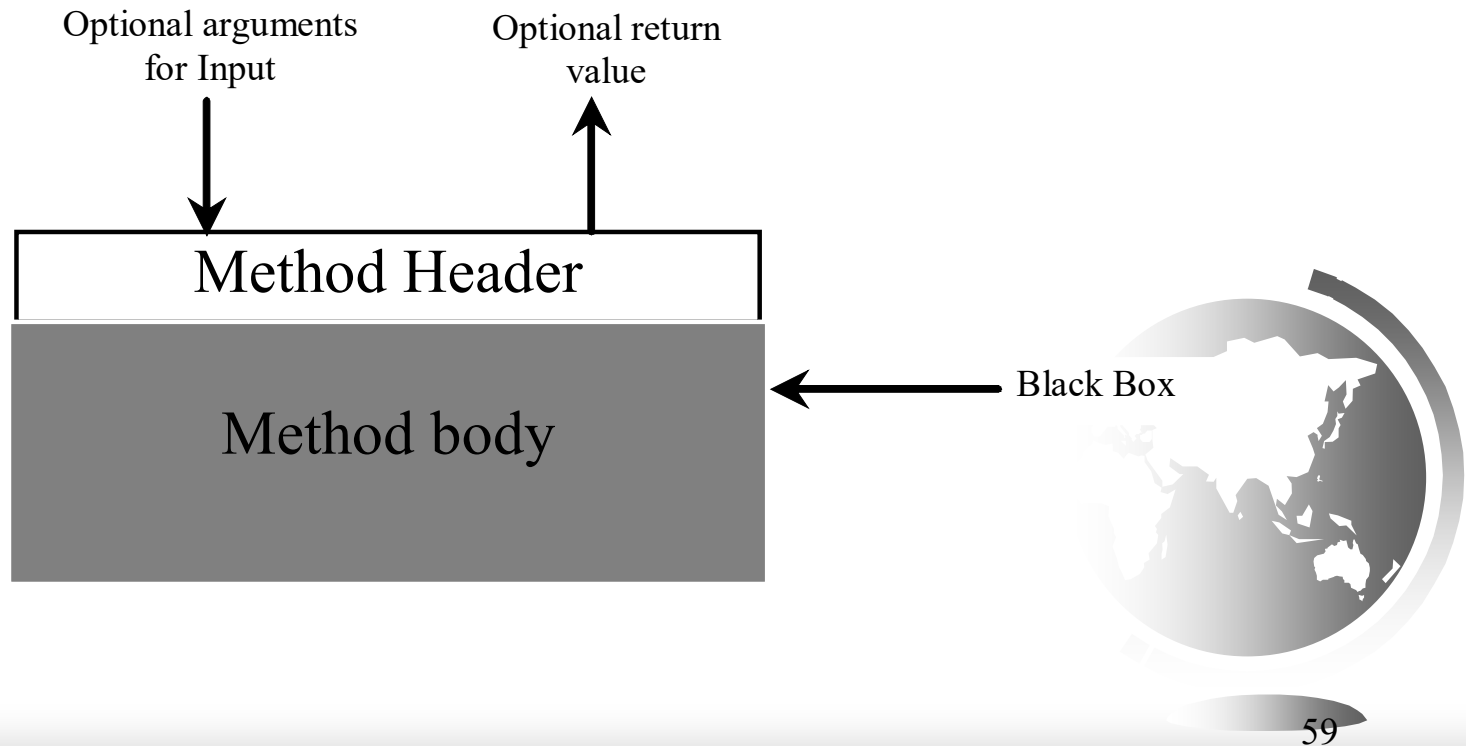 Optional arguments
for Input
Optional return
value
Method Header
Black Box
Method body
59